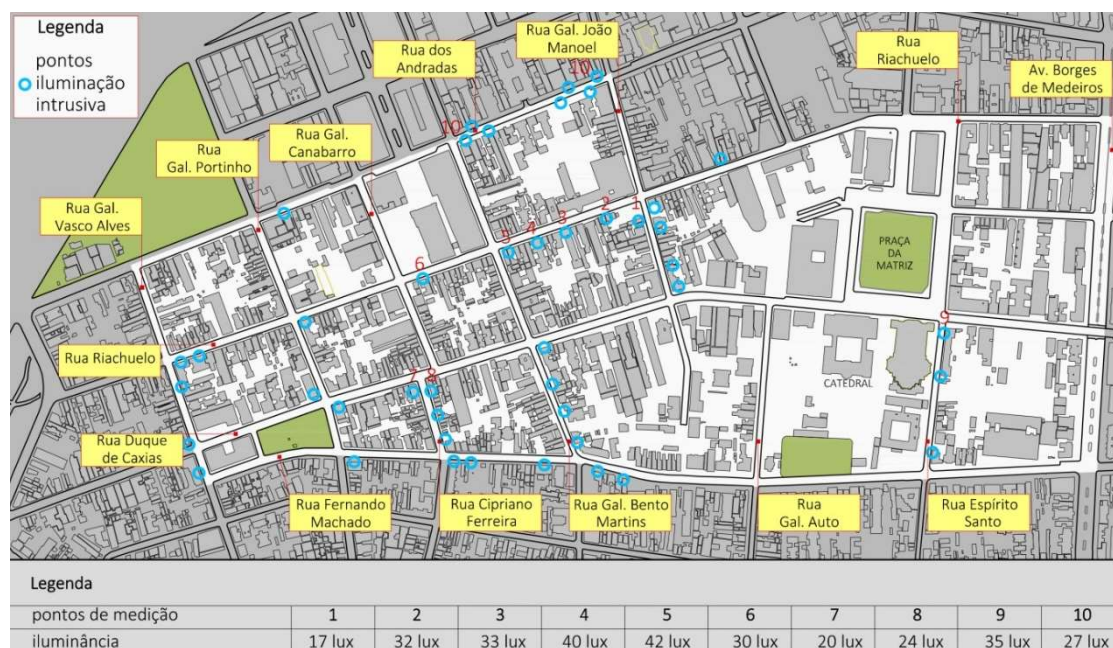 Legenda
pontos
iluminação
intrusiva
Rua dos
Andradas
Rua Gal. João
Manoel
Rua
Riachuelo
Av. Borges
de Medeiros
Rua
Gal. Portinho
Rua Gal.
Canabarro
Rua Gal.
Vasco Alves
10
10
1
2
3
4
5
6
PRAÇA
DA
MATRIZ
Rua Riachuelo
9
7
8
CATEDRAL
Rua Duque
de Caxias
Rua Fernando
Machado
Rua Cipriano
Ferreira
Rua Gal. Bento
Martins
Rua
Gal. Auto
Rua Espírito
Santo
Legenda
pontos de medição 1 2 3 4 5 6 7 8 9 10
iluminância 17 lux 32 lux 33 lux 40 lux 42 lux 30 lux 20 lux 24 lux 35 lux 27 lux